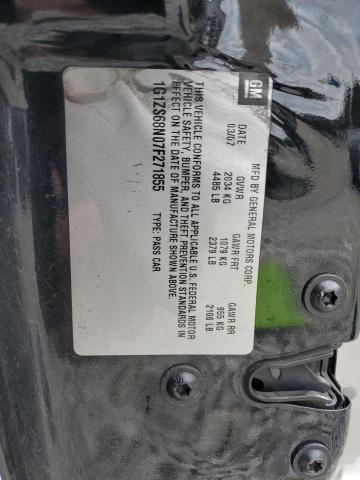 GM
MFD BY GENERAL MOTORS CORP.
DATE GVWR GAWR FRT GAWR RR
03/07 2034 KG 1079 KG 955 KG
4485 LB 2379 LB 2106 LB
THIS VEHICLE CONFORMS TO ALL APPLICABLE U.S. FEDERAL MOTOR
VEHICLE SAFETY, BUMPER, AND THEFT PREVENTION STANDARDS IN
EFFECT ON THE DATE OF MANUFACTURE SHOWN ABOVE.
1G1ZS68N07F271855 TYPE: PASS CAR